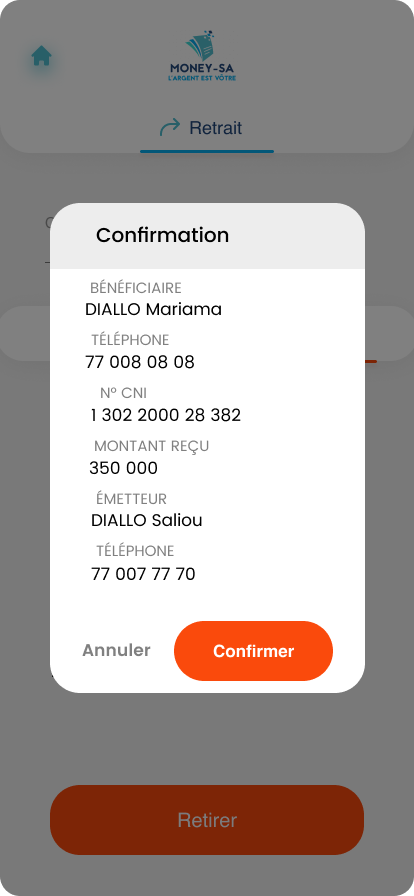 MONEY-SA
L'ARGENT EST VÔTRE
Retrait
Confirmation
BÉNÉFICIAIRE
DIALLO Mariama
TÉLÉPHONE
77 008 08 08
N° CNI
1 302 2000 28 382
MONTANT REÇU
350 000
ÉMETTEUR
DIALLO Saliou
TÉLÉPHONE
77 007 77 70
Annuler
Confirmer
Retirer